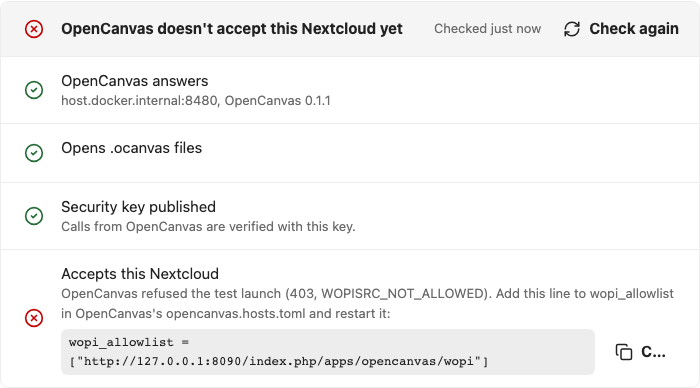 OpenCanvas doesn't accept this Nextcloud yet
Checked just now
Check again
OpenCanvas answers
host.docker.internal:8480, OpenCanvas 0.1.1
Opens .ocanvas files
Security key published
Calls from OpenCanvas are verified with this key.
Accepts this Nextcloud
OpenCanvas refused the test launch (403, WOPISRC_NOT_ALLOWED). Add this line to wopi_allowlist
in OpenCanvas's opencanvas.hosts.toml and restart it:
wopi_allowlist =
["http://127.0.0.1:8090/index.php/apps/opencanvas/wopi"]
C...